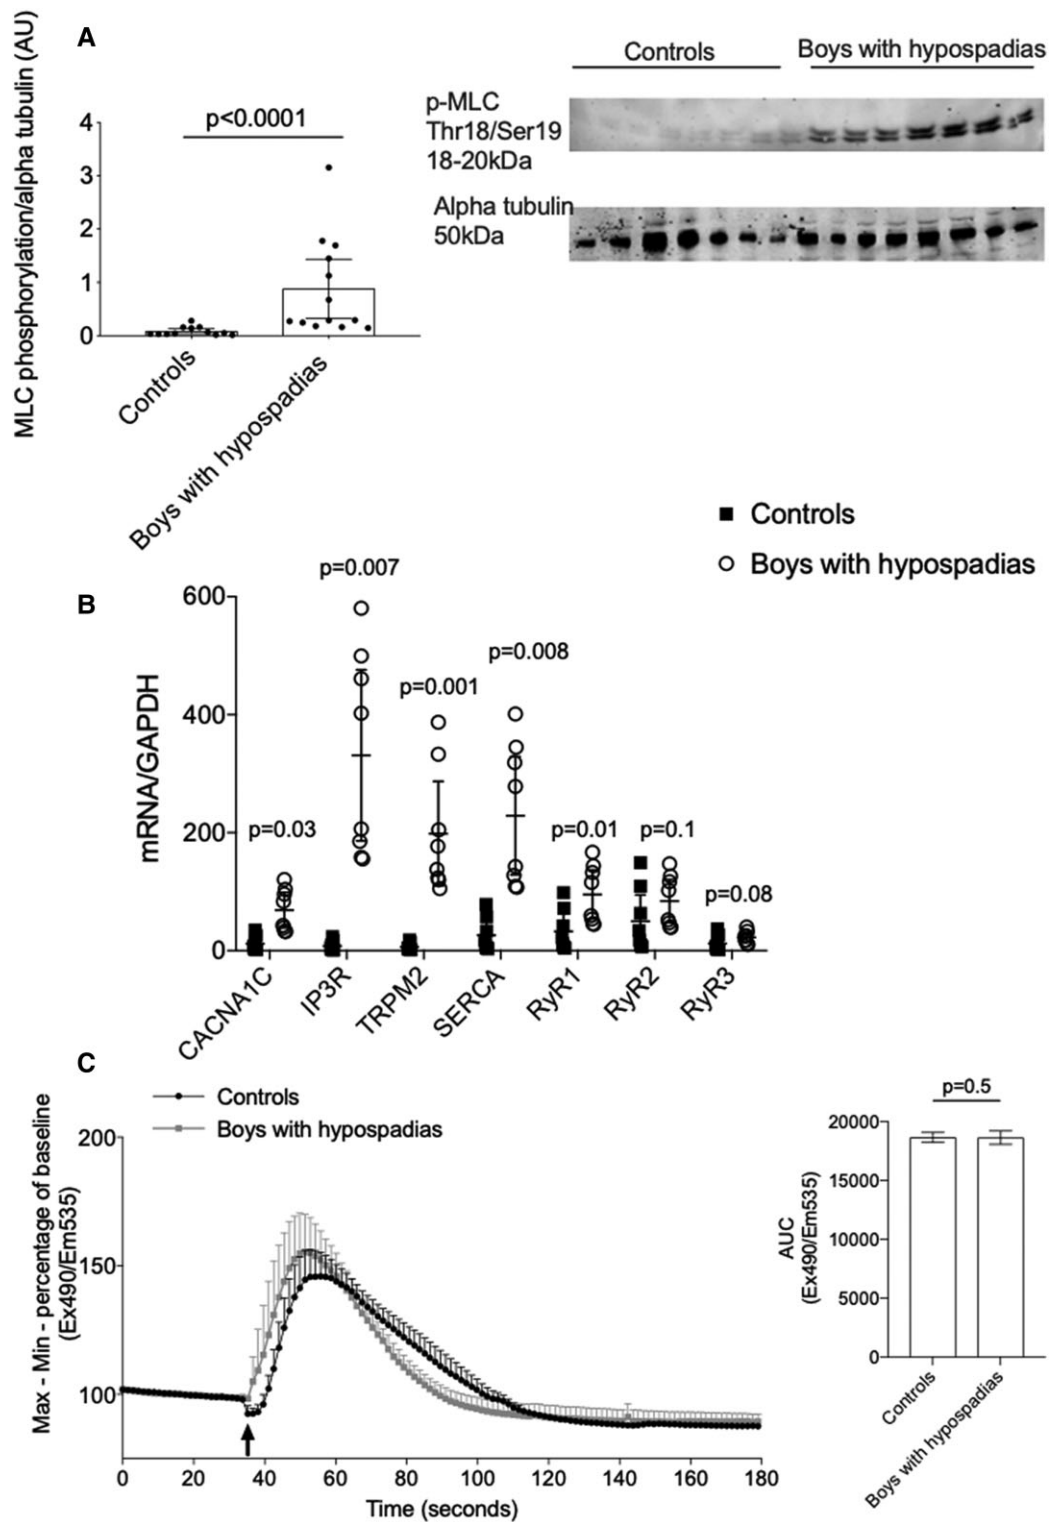 A
MLC phosphorylation/alpha tubulin (AU)
4
3
2
1
0
p<0.0001
Controls
Boys with hypospadias
Controls
Boys with hypospadias
p-MLC
Thr18/Ser19
18-20kDa
Alpha tubulin
50kDa
Controls
Boys with hypospadias
B
mRNA/GAPDH
600
400
200
0
p=0.03
p=0.007
p=0.001
p=0.008
p=0.01
p=0.1
p=0.08
CACNA1C
IP3R
TRPM2
SERCA
RyR1
RyR2
RyR3
C
Controls
Boys with hypospadias
Max - Min - percentage of baseline
(Ex490/Em535)
200
150
100
0
20
40
60
80
100
120
140
160
180
Time (seconds)
p=0.5
AUC
(Ex490/Em535)
20000
15000
10000
5000
0
Controls
Boys with hypospadias